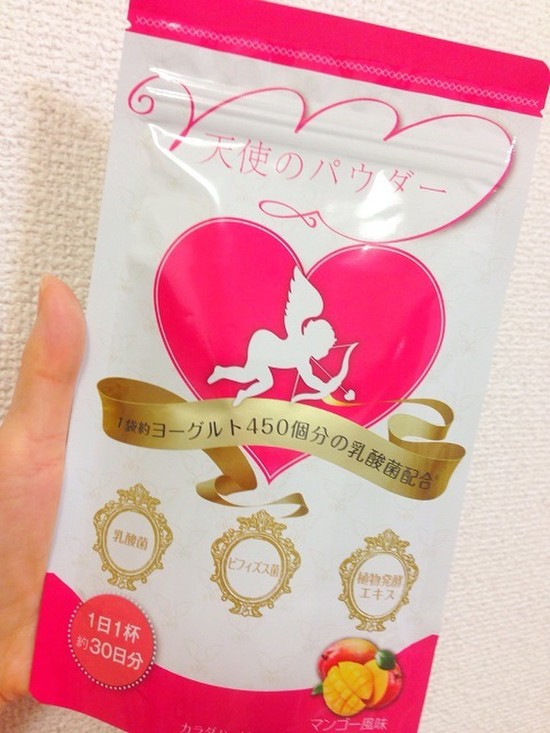 天使のパウダー
1袋約ヨーグルト450個分の乳酸菌配合
乳酸菌
ビフィズス菌
植物発酵
エキス
1日1杯
約30日分
マンゴー風味
カラダ